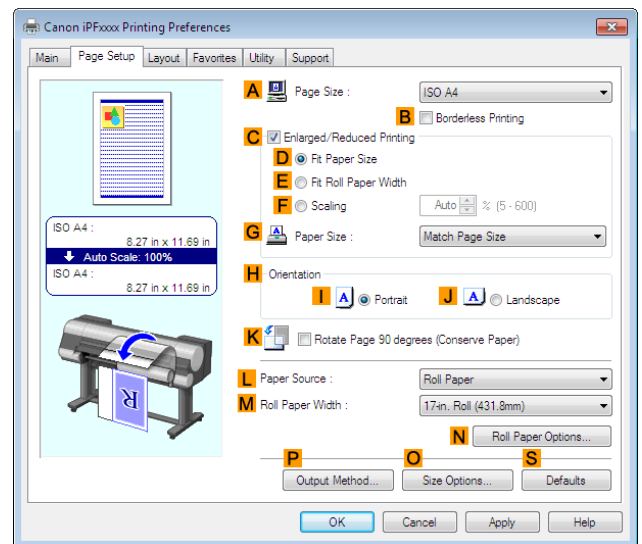 Canon iPFxxxx Printing Preferences
Main Page Setup Layout Favorites Utility Support
A Page Size : ISO A4
B Borderless Printing
C Enlarged/Reduced Printing
D Fit Paper Size
E Fit Roll Paper Width
F Scaling Auto % (5 - 600)
G Paper Size : Match Page Size
ISO A4 :
8.27 in x 11.69 in
Auto Scale: 100%
ISO A4 :
8.27 in x 11.69 in
H Orientation
I A Portrait J A Landscape
K Rotate Page 90 degrees (Conserve Paper)
R
L Paper Source : Roll Paper
M Roll Paper Width : 17-in. Roll (431.8mm)
N Roll Paper Options...
P O S
Output Method... Size Options... Defaults
OK Cancel Apply Help